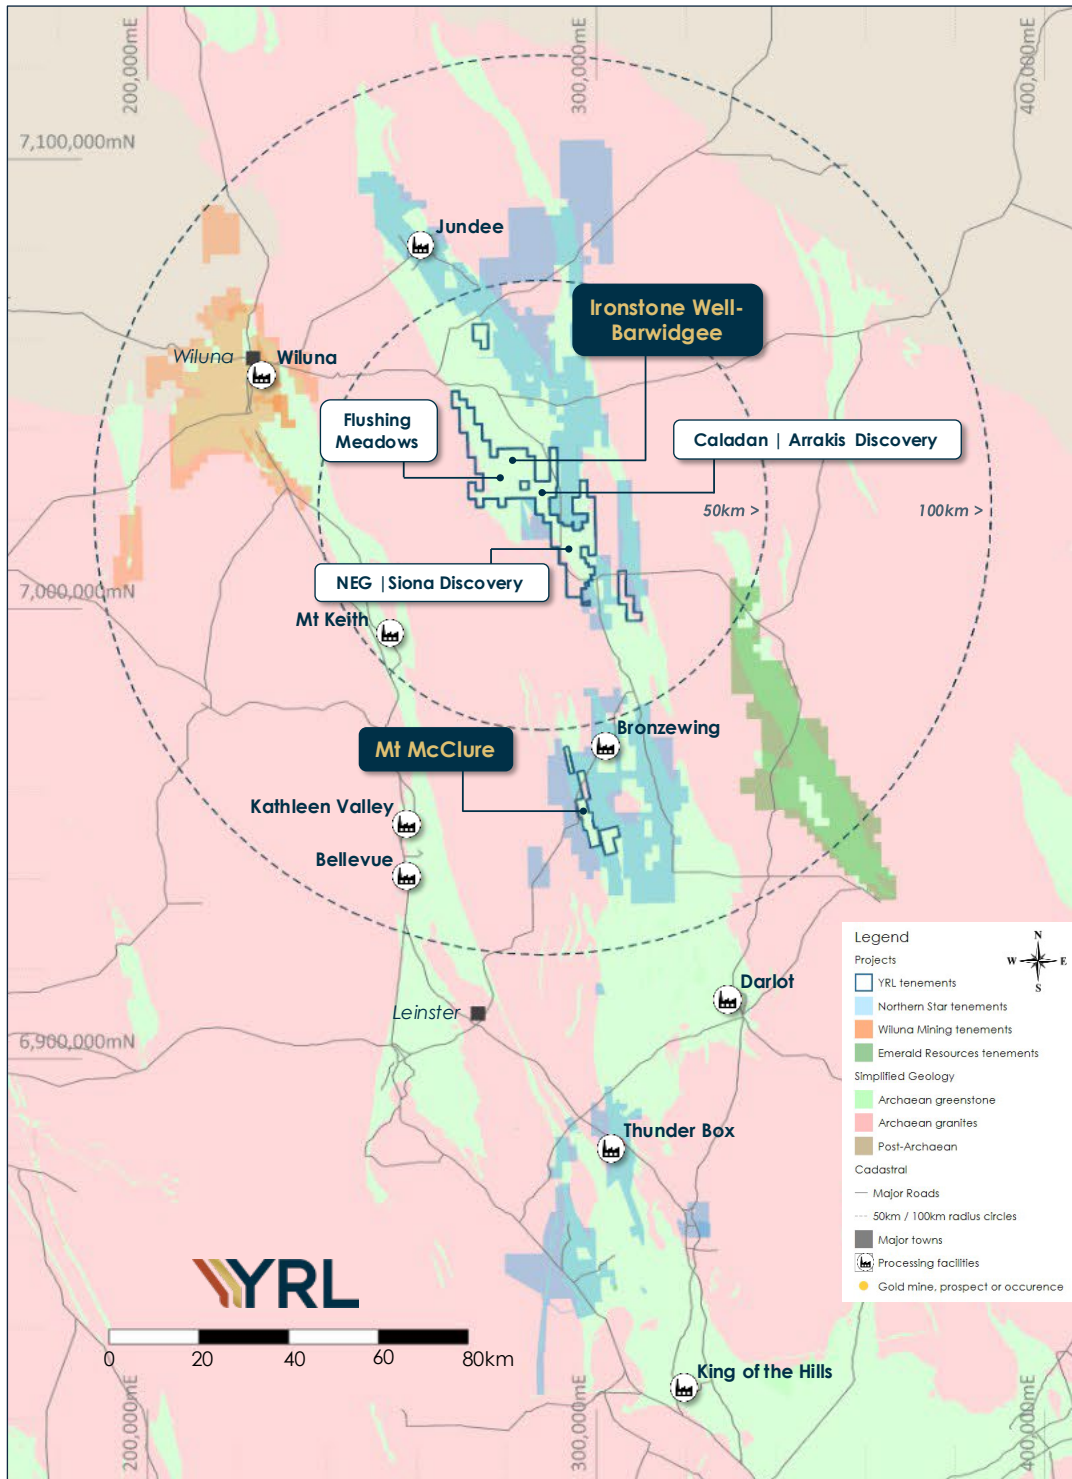 200,000mE
300,000mE
400,000mE
7,100,000mN
Jundee
Ironstone Well-
Barwidgee
Wiluna
Wiluna
Flushing
Meadows
Caladan | Arrakis Discovery
50km >
100km >
NEG |Siona Discovery
7,000,000mN
Mt Keith
Bronzewing
Mt McClure
Kathleen Valley
Bellevue
Darlot
Leinster
6,900,000mN
Thunder Box
King of the Hills
Legend
N
W
E
S
Projects
YRL tenements
Northern Star tenements
Wiluna Mining tenements
Emerald Resources tenements
Simplified Geology
Archaean greenstone
Archaean granites
Post-Archaean
Cadastral
Major Roads
50km / 100km radius circles
Major towns
Processing facilities
Gold mine, prospect or occurence
YRL
0
20
40
60
80km
200,000mE
300,000mE
400,000mE